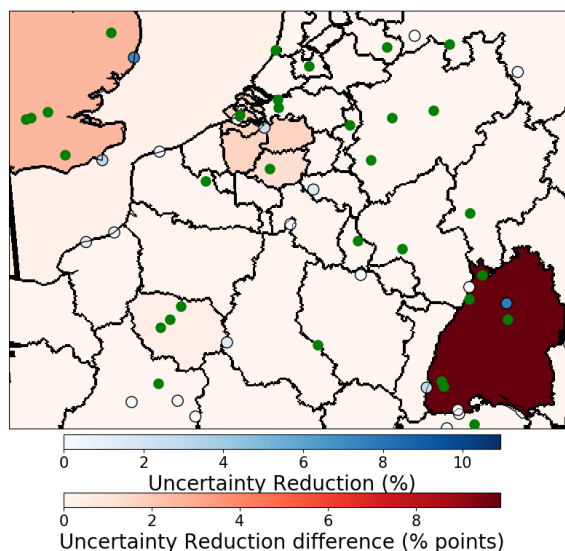 0 2 4 6 8 10
Uncertainty Reduction (%)
0 2 4 6 8
Uncertainty Reduction difference (% points)